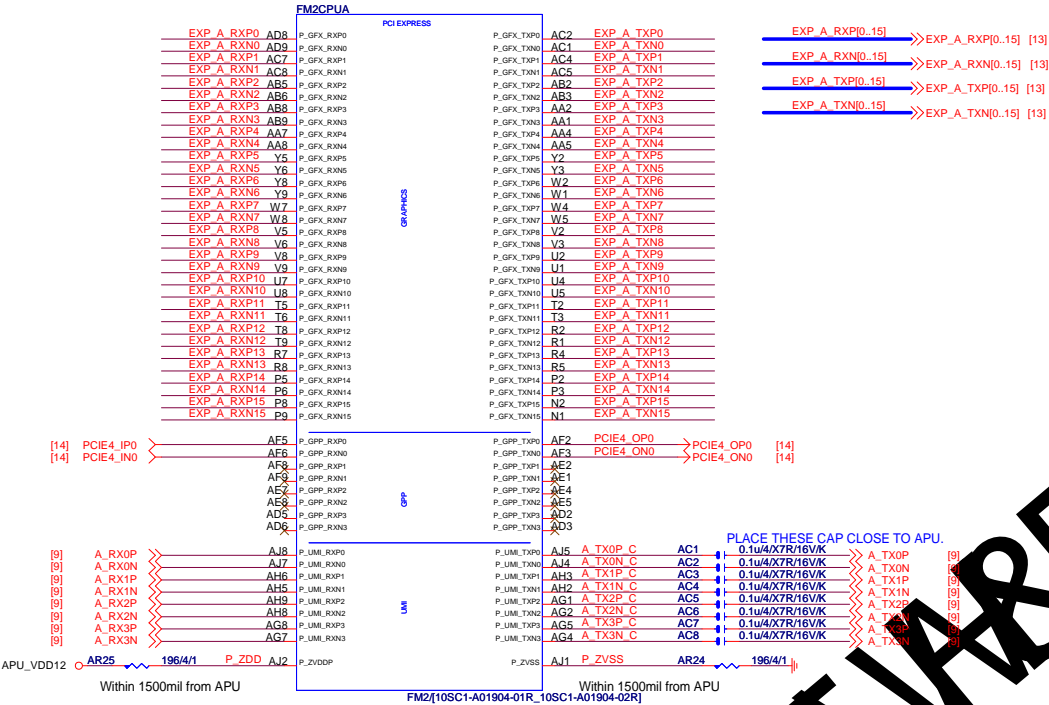 FM2CPUA
PCI EXPRESS
EXP_A_RXP0 AD8 P_GFX_RXP0 P_GFX_TXP0 AC2 EXP_A_TXP0
EXP_A_RXN0 AD9 P_GFX_RXN0 P_GFX_TXN0 AC1 EXP_A_TXN0
EXP_A_RXP1 AC7 P_GFX_RXP1 P_GFX_TXP1 AC4 EXP_A_TXP1
EXP_A_RXN1 AC8 P_GFX_RXN1 P_GFX_TXN1 AC5 EXP_A_TXN1
EXP_A_RXP2 AB5 P_GFX_RXP2 P_GFX_TXP2 AB2 EXP_A_TXP2
EXP_A_RXN2 AB6 P_GFX_RXN2 P_GFX_TXN2 AB3 EXP_A_TXN2
EXP_A_RXP3 AB8 P_GFX_RXP3 P_GFX_TXP3 AA2 EXP_A_TXP3
EXP_A_RXN3 AB9 P_GFX_RXN3 P_GFX_TXN3 AA1 EXP_A_TXN3
EXP_A_RXP4 AA7 P_GFX_RXP4 P_GFX_TXP4 AA4 EXP_A_TXP4
EXP_A_RXN4 AA8 P_GFX_RXN4 P_GFX_TXN4 AA5 EXP_A_TXN4
EXP_A_RXP5 Y5 P_GFX_RXP5 P_GFX_TXP5 Y2 EXP_A_TXP5
EXP_A_RXN5 Y6 P_GFX_RXN5 P_GFX_TXN5 Y3 EXP_A_TXN5
EXP_A_RXP6 Y8 P_GFX_RXP6 P_GFX_TXP6 W2 EXP_A_TXP6
EXP_A_RXN6 Y9 P_GFX_RXN6 P_GFX_TXN6 W1 EXP_A_TXN6
EXP_A_RXP7 W7 P_GFX_RXP7 P_GFX_TXP7 W4 EXP_A_TXP7
EXP_A_RXN7 W8 P_GFX_RXN7 P_GFX_TXN7 W5 EXP_A_TXN7
EXP_A_RXP8 V5 P_GFX_RXP8 P_GFX_TXP8 V2 EXP_A_TXP8
EXP_A_RXN8 V6 P_GFX_RXN8 P_GFX_TXN8 V3 EXP_A_TXN8
EXP_A_RXP9 V8 P_GFX_RXP9 P_GFX_TXP9 U2 EXP_A_TXP9
EXP_A_RXN9 V9 P_GFX_RXN9 P_GFX_TXN9 U1 EXP_A_TXN9
EXP_A_RXP10 U7 P_GFX_RXP10 P_GFX_TXP10 U4 EXP_A_TXP10
EXP_A_RXN10 U8 P_GFX_RXN10 P_GFX_TXN10 U5 EXP_A_TXN10
EXP_A_RXP11 T5 P_GFX_RXP11 P_GFX_TXP11 T2 EXP_A_TXP11
EXP_A_RXN11 T6 P_GFX_RXN11 P_GFX_TXN11 T3 EXP_A_TXN11
EXP_A_RXP12 T8 P_GFX_RXP12 P_GFX_TXP12 R2 EXP_A_TXP12
EXP_A_RXN12 T9 P_GFX_RXN12 P_GFX_TXN12 R1 EXP_A_TXN12
EXP_A_RXP13 R7 P_GFX_RXP13 P_GFX_TXP13 R4 EXP_A_TXP13
EXP_A_RXN13 R8 P_GFX_RXN13 P_GFX_TXN13 R5 EXP_A_TXN13
EXP_A_RXP14 P5 P_GFX_RXP14 P_GFX_TXP14 P2 EXP_A_TXP14
EXP_A_RXN14 P6 P_GFX_RXN14 P_GFX_TXN14 P3 EXP_A_TXN14
EXP_A_RXP15 P8 P_GFX_RXP15 P_GFX_TXP15 N2 EXP_A_TXP15
EXP_A_RXN15 P9 P_GFX_RXN15 P_GFX_TXN15 N1 EXP_A_TXN15
GRAPHICS
EXP_A_RXP[0..15] EXP_A_RXP[0..15] [13]
EXP_A_RXN[0..15] EXP_A_RXN[0..15] [13]
EXP_A_TXP[0..15] EXP_A_TXP[0..15] [13]
EXP_A_TXN[0..15] EXP_A_TXN[0..15] [13]
[14] PCIE4_IP0 AF5 P_GPP_RXP0 P_GPP_TXP0 AF2 PCIE4_OP0 PCIE4_OP0 [14]
[14] PCIE4_IN0 AF6 P_GPP_RXN0 P_GPP_TXN0 AF3 PCIE4_ON0 PCIE4_ON0 [14]
AF8 P_GPP_RXP1 P_GPP_TXP1 AE2
AF9 P_GPP_RXN1 P_GPP_TXN1 AE1
AE7 P_GPP_RXP2 P_GPP_TXP2 AE4
AE8 P_GPP_RXN2 P_GPP_TXN2 AE5
AD5 P_GPP_RXP3 P_GPP_TXP3 AD2
AD6 P_GPP_RXN3 P_GPP_TXN3 AD3
GPP
PLACE THESE CAP CLOSE TO APU.
[9] A_RX0P AJ8 P_UMI_RXP0 P_UMI_TXP0 AJ5 A_TX0P_C AC1 0.1u/4/X7R/16V/K A_TX0P [9]
[9] A_RX0N AJ7 P_UMI_RXN0 P_UMI_TXN0 AJ4 A_TX0N_C AC2 0.1u/4/X7R/16V/K A_TX0N [9]
[9] A_RX1P AH6 P_UMI_RXP1 P_UMI_TXP1 AH3 A_TX1P_C AC3 0.1u/4/X7R/16V/K A_TX1P [9]
[9] A_RX1N AH5 P_UMI_RXN1 P_UMI_TXN1 AH2 A_TX1N_C AC4 0.1u/4/X7R/16V/K A_TX1N [9]
[9] A_RX2P AH9 P_UMI_RXP2 P_UMI_TXP2 AG1 A_TX2P_C AC5 0.1u/4/X7R/16V/K A_TX2P [9]
[9] A_RX2N AH8 P_UMI_RXN2 P_UMI_TXN2 AG2 A_TX2N_C AC6 0.1u/4/X7R/16V/K A_TX2N [9]
[9] A_RX3P AG8 P_UMI_RXP3 P_UMI_TXP3 AG5 A_TX3P_C AC7 0.1u/4/X7R/16V/K A_TX3P [9]
[9] A_RX3N AG7 P_UMI_RXN3 P_UMI_TXN3 AG4 A_TX3N_C AC8 0.1u/4/X7R/16V/K A_TX3N [9]
UMI
APU_VDD12 AR25 196/4/1 P_ZDD AJ2 P_ZVDDP P_ZVSS AJ1 P_ZVSS AR24 196/4/1
Within 1500mil from APU Within 1500mil from APU
FM2/[10SC1-A01904-01R_10SC1-A01904-02R]